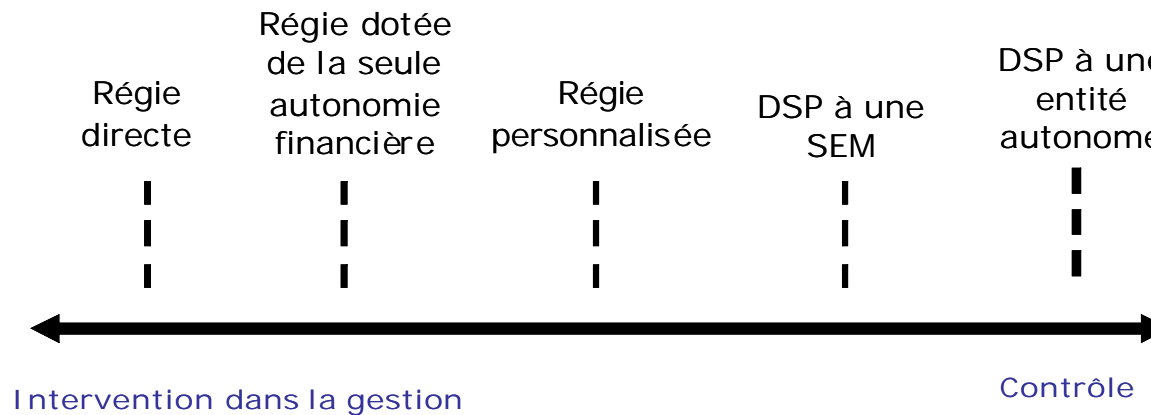 Régie
directe
Régie dotée
de la seule
autonomie
financière
Régie
personnalisée
DSP à une
SEM
DSP à une
entité
autonome
Intervention dans la gestion
Contrôle